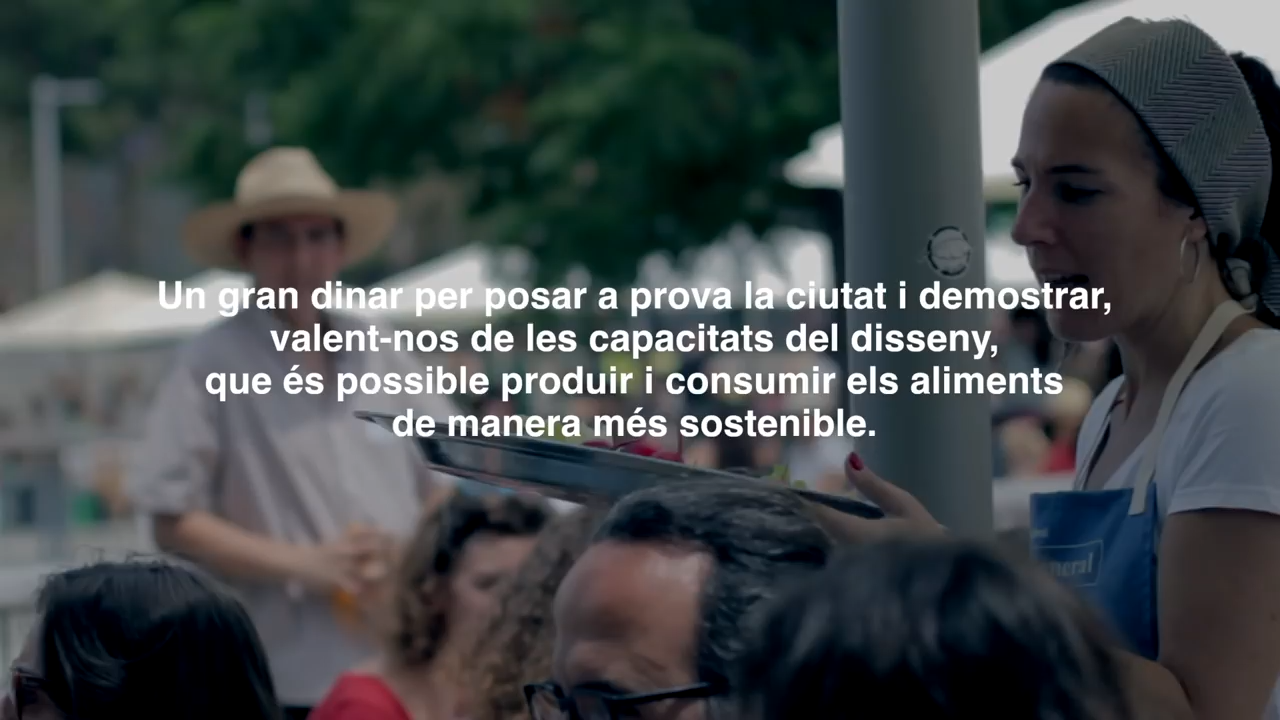 Un gran dinar per posar a prova la ciutat i demostrar,
valent-nos de les capacitats del disseny,
que és possible produir i consumir els aliments
de manera més sostenible.